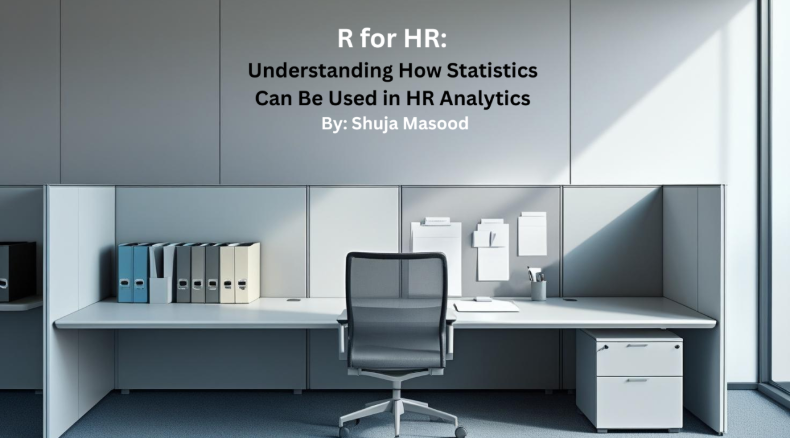 R for HR:
Understanding How Statistics
Can Be Used in HR Analytics
By: Shuja Masood